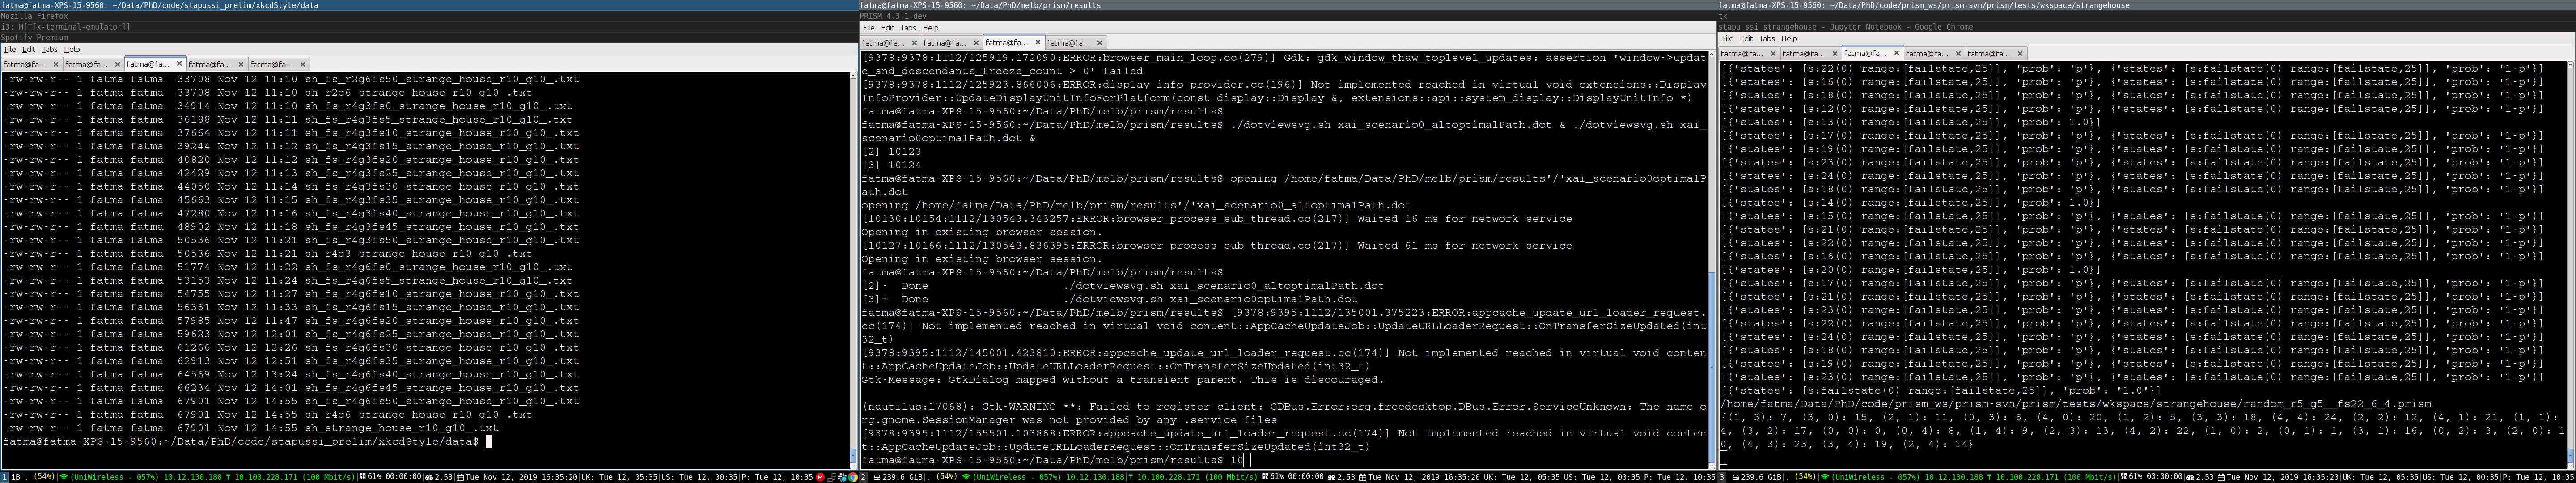 fatma@fatma-XPS-15-9560: ~/Data/PhD/code/stapussi_prelim/xkcdStyle/data
Mozilla Firefox
i3: H[T[x-terminal-emulator]]
Spotify Premium
File Edit Tabs Help
fatma@fa... × fatma@fa... × fatma@fa... × fatma@fa... × fatma@fa... ×
-rw-rw-r-- 1 fatma fatma 33708 Nov 12 11:10 sh_fs_r2g6fs50_strange_house_r10_g10_.txt
-rw-rw-r-- 1 fatma fatma 33708 Nov 12 11:10 sh_r2g6_strange_house_r10_g10_.txt
-rw-rw-r-- 1 fatma fatma 34914 Nov 12 11:10 sh_fs_r4g3fs0_strange_house_r10_g10_.txt
-rw-rw-r-- 1 fatma fatma 36188 Nov 12 11:11 sh_fs_r4g3fs5_strange_house_r10_g10_.txt
-rw-rw-r-- 1 fatma fatma 37664 Nov 12 11:11 sh_fs_r4g3fs10_strange_house_r10_g10_.txt
-rw-rw-r-- 1 fatma fatma 39244 Nov 12 11:12 sh_fs_r4g3fs15_strange_house_r10_g10_.txt
-rw-rw-r-- 1 fatma fatma 40820 Nov 12 11:12 sh_fs_r4g3fs20_strange_house_r10_g10_.txt
-rw-rw-r-- 1 fatma fatma 42429 Nov 12 11:13 sh_fs_r4g3fs25_strange_house_r10_g10_.txt
-rw-rw-r-- 1 fatma fatma 44050 Nov 12 11:14 sh_fs_r4g3fs30_strange_house_r10_g10_.txt
-rw-rw-r-- 1 fatma fatma 45663 Nov 12 11:15 sh_fs_r4g3fs35_strange_house_r10_g10_.txt
-rw-rw-r-- 1 fatma fatma 47280 Nov 12 11:16 sh_fs_r4g3fs40_strange_house_r10_g10_.txt
-rw-rw-r-- 1 fatma fatma 48902 Nov 12 11:18 sh_fs_r4g3fs45_strange_house_r10_g10_.txt
-rw-rw-r-- 1 fatma fatma 50536 Nov 12 11:21 sh_fs_r4g3fs50_strange_house_r10_g10_.txt
-rw-rw-r-- 1 fatma fatma 50536 Nov 12 11:21 sh_r4g3_strange_house_r10_g10_.txt
-rw-rw-r-- 1 fatma fatma 51774 Nov 12 11:22 sh_fs_r4g6fs0_strange_house_r10_g10_.txt
-rw-rw-r-- 1 fatma fatma 53153 Nov 12 11:24 sh_fs_r4g6fs5_strange_house_r10_g10_.txt
-rw-rw-r-- 1 fatma fatma 54755 Nov 12 11:27 sh_fs_r4g6fs10_strange_house_r10_g10_.txt
-rw-rw-r-- 1 fatma fatma 56361 Nov 12 11:33 sh_fs_r4g6fs15_strange_house_r10_g10_.txt
-rw-rw-r-- 1 fatma fatma 57985 Nov 12 11:47 sh_fs_r4g6fs20_strange_house_r10_g10_.txt
-rw-rw-r-- 1 fatma fatma 59623 Nov 12 12:01 sh_fs_r4g6fs25_strange_house_r10_g10_.txt
-rw-rw-r-- 1 fatma fatma 61266 Nov 12 12:26 sh_fs_r4g6fs30_strange_house_r10_g10_.txt
-rw-rw-r-- 1 fatma fatma 62913 Nov 12 12:51 sh_fs_r4g6fs35_strange_house_r10_g10_.txt
-rw-rw-r-- 1 fatma fatma 64569 Nov 12 13:24 sh_fs_r4g6fs40_strange_house_r10_g10_.txt
-rw-rw-r-- 1 fatma fatma 66234 Nov 12 14:01 sh_fs_r4g6fs45_strange_house_r10_g10_.txt
-rw-rw-r-- 1 fatma fatma 67901 Nov 12 14:55 sh_fs_r4g6fs50_strange_house_r10_g10_.txt
-rw-rw-r-- 1 fatma fatma 67901 Nov 12 14:55 sh_r4g6_strange_house_r10_g10_.txt
-rw-rw-r-- 1 fatma fatma 67901 Nov 12 14:55 sh_strange_house_r10_g10_.txt
fatma@fatma-XPS-15-9560:~/Data/PhD/code/stapussi_prelim/xkcdStyle/data$
1 iB| . (54%)| (UniWireless - 057%) 10.12.130.188| T 10.100.228.171 (100 Mbit/s)| 61% 00:00:00| 2.53| Tue Nov 12, 2019 16:35:20|UK: Tue 12, 05:35|US: Tue 12, 00:35|P: Tue 12, 10:35
fatma@fatma-XPS-15-9560: ~/Data/PhD/melb/prism/results
PRISM 4.3.1.dev
File Edit Tabs Help
fatma@fa... × fatma@fa... × fatma@fa... × fatma@fa... ×
[9378:9378:1112/125919.172090:ERROR:browser_main_loop.cc(279)] Gdk: gdk_window_thaw_toplevel_updates: assertion 'window->updat
e_and_descendants_freeze_count > 0' failed
[9378:9378:1112/125923.866006:ERROR:display_info_provider.cc(196)] Not implemented reached in virtual void extensions::Display
InfoProvider::UpdateDisplayUnitInfoForPlatform(const display::Display &, extensions::api::system_display::DisplayUnitInfo *)
fatma@fatma-XPS-15-9560:~/Data/PhD/melb/prism/results$
fatma@fatma-XPS-15-9560:~/Data/PhD/melb/prism/results$ ./dotviewsvg.sh xai_scenario0_altoptimalPath.dot & ./dotviewsvg.sh xai_
scenario0optimalPath.dot &
[2] 10123
[3] 10124
fatma@fatma-XPS-15-9560:~/Data/PhD/melb/prism/results$ opening /home/fatma/Data/PhD/melb/prism/results'/'xai_scenario0optimalP
ath.dot
opening /home/fatma/Data/PhD/melb/prism/results'/'xai_scenario0_altoptimalPath.dot
[10130:10154:1112/130543.343257:ERROR:browser_process_sub_thread.cc(217)] Waited 16 ms for network service
Opening in existing browser session.
[10127:10166:1112/130543.836395:ERROR:browser_process_sub_thread.cc(217)] Waited 61 ms for network service
Opening in existing browser session.
fatma@fatma-XPS-15-9560:~/Data/PhD/melb/prism/results$
[2]- Done ./dotviewsvg.sh xai_scenario0_altoptimalPath.dot
[3]+ Done ./dotviewsvg.sh xai_scenario0optimalPath.dot
fatma@fatma-XPS-15-9560:~/Data/PhD/melb/prism/results$ [9378:9395:1112/135001.375223:ERROR:appcache_update_url_loader_request.
cc(174)] Not implemented reached in virtual void content::AppCacheUpdateJob::UpdateURLLoaderRequest::OnTransferSizeUpdated(int
32_t)
[9378:9395:1112/145001.423810:ERROR:appcache_update_url_loader_request.cc(174)] Not implemented reached in virtual void conten
t::AppCacheUpdateJob::UpdateURLLoaderRequest::OnTransferSizeUpdated(int32_t)
Gtk-Message: GtkDialog mapped without a transient parent. This is discouraged.
(nautilus:17068): Gtk-WARNING **: Failed to register client: GDBus.Error:org.freedesktop.DBus.Error.ServiceUnknown: The name o
rg.gnome.SessionManager was not provided by any .service files
[9378:9395:1112/155001.103868:ERROR:appcache_update_url_loader_request.cc(174)] Not implemented reached in virtual void conten
t::AppCacheUpdateJob::UpdateURLLoaderRequest::OnTransferSizeUpdated(int32_t)
fatma@fatma-XPS-15-9560:~/Data/PhD/melb/prism/results$ 10
2 239.6 GiB| . (54%)| (UniWireless - 057%) 10.12.130.188| T 10.100.228.171 (100 Mbit/s)| 61% 00:00:00| 2.53| Tue Nov 12, 2019 16:35:20|UK: Tue 12, 05:35|US: Tue 12, 00:35|P: Tue 12, 10:35
fatma@fatma-XPS-15-9560: ~/Data/PhD/code/prism_ws/prism-svn/prism/tests/wkspace/strangehouse
tk
stapu_ssi_strangehouse - Jupyter Notebook - Google Chrome
File Edit Tabs Help
fatma@fa... × fatma@fa... × fatma@fa... × fatma@fa... × fatma@fa... ×
[{'states': [s:22(0) range:[failstate,25]], 'prob': 'p'}, {'states': [s:failstate(0) range:[failstate,25]], 'prob': '1-p'}]
[{'states': [s:16(0) range:[failstate,25]], 'prob': 'p'}, {'states': [s:failstate(0) range:[failstate,25]], 'prob': '1-p'}]
[{'states': [s:18(0) range:[failstate,25]], 'prob': 'p'}, {'states': [s:failstate(0) range:[failstate,25]], 'prob': '1-p'}]
[{'states': [s:12(0) range:[failstate,25]], 'prob': 'p'}, {'states': [s:failstate(0) range:[failstate,25]], 'prob': '1-p'}]
[{'states': [s:13(0) range:[failstate,25]], 'prob': 1.0}]
[{'states': [s:17(0) range:[failstate,25]], 'prob': 'p'}, {'states': [s:failstate(0) range:[failstate,25]], 'prob': '1-p'}]
[{'states': [s:19(0) range:[failstate,25]], 'prob': 'p'}, {'states': [s:failstate(0) range:[failstate,25]], 'prob': '1-p'}]
[{'states': [s:23(0) range:[failstate,25]], 'prob': 'p'}, {'states': [s:failstate(0) range:[failstate,25]], 'prob': '1-p'}]
[{'states': [s:24(0) range:[failstate,25]], 'prob': 'p'}, {'states': [s:failstate(0) range:[failstate,25]], 'prob': '1-p'}]
[{'states': [s:18(0) range:[failstate,25]], 'prob': 'p'}, {'states': [s:failstate(0) range:[failstate,25]], 'prob': '1-p'}]
[{'states': [s:14(0) range:[failstate,25]], 'prob': 1.0}]
[{'states': [s:15(0) range:[failstate,25]], 'prob': 'p'}, {'states': [s:failstate(0) range:[failstate,25]], 'prob': '1-p'}]
[{'states': [s:21(0) range:[failstate,25]], 'prob': 'p'}, {'states': [s:failstate(0) range:[failstate,25]], 'prob': '1-p'}]
[{'states': [s:22(0) range:[failstate,25]], 'prob': 'p'}, {'states': [s:failstate(0) range:[failstate,25]], 'prob': '1-p'}]
[{'states': [s:16(0) range:[failstate,25]], 'prob': 'p'}, {'states': [s:failstate(0) range:[failstate,25]], 'prob': '1-p'}]
[{'states': [s:20(0) range:[failstate,25]], 'prob': 1.0}]
[{'states': [s:17(0) range:[failstate,25]], 'prob': 'p'}, {'states': [s:failstate(0) range:[failstate,25]], 'prob': '1-p'}]
[{'states': [s:21(0) range:[failstate,25]], 'prob': 'p'}, {'states': [s:failstate(0) range:[failstate,25]], 'prob': '1-p'}]
[{'states': [s:23(0) range:[failstate,25]], 'prob': 'p'}, {'states': [s:failstate(0) range:[failstate,25]], 'prob': '1-p'}]
[{'states': [s:22(0) range:[failstate,25]], 'prob': 'p'}, {'states': [s:failstate(0) range:[failstate,25]], 'prob': '1-p'}]
[{'states': [s:24(0) range:[failstate,25]], 'prob': 'p'}, {'states': [s:failstate(0) range:[failstate,25]], 'prob': '1-p'}]
[{'states': [s:18(0) range:[failstate,25]], 'prob': 'p'}, {'states': [s:failstate(0) range:[failstate,25]], 'prob': '1-p'}]
[{'states': [s:19(0) range:[failstate,25]], 'prob': 'p'}, {'states': [s:failstate(0) range:[failstate,25]], 'prob': '1-p'}]
[{'states': [s:23(0) range:[failstate,25]], 'prob': 'p'}, {'states': [s:failstate(0) range:[failstate,25]], 'prob': '1-p'}]
[{'states': [s:failstate(0) range:[failstate,25]], 'prob': '1.0'}]
/home/fatma/Data/PhD/code/prism_ws/prism-svn/prism/tests/wkspace/strangehouse/random_r5_g5__fs22_6_4.prism
{(1, 3): 7, (3, 0): 15, (2, 1): 11, (0, 3): 6, (4, 0): 20, (1, 2): 5, (3, 3): 18, (4, 4): 24, (2, 2): 12, (4, 1): 21, (1, 1):
4, (3, 2): 17, (0, 0): 0, (0, 4): 8, (1, 4): 9, (2, 3): 13, (4, 2): 22, (1, 0): 2, (0, 1): 1, (3, 1): 16, (0, 2): 3, (2, 0): 1
0, (4, 3): 23, (3, 4): 19, (2, 4): 14}
3 239.6 GiB| . (54%)| (UniWireless - 057%) 10.12.130.188| T 10.100.228.171 (100 Mbit/s)| 61% 00:00:00| 2.53| Tue Nov 12, 2019 16:35:20|UK: Tue 12, 05:35|US: Tue 12, 00:35|P: Tue 12, 10:35